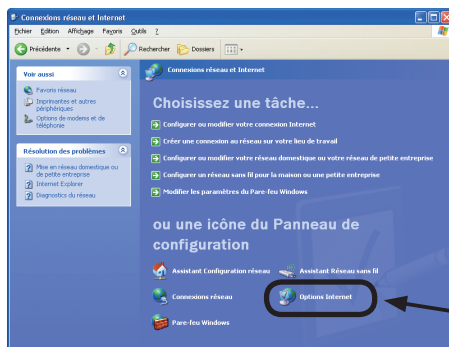 Connexions réseau et Internet
Fichier Edition Affichage Favoris Outils ?
Précédente Rechercher Dossiers
Voir aussi
Favoris réseau
Imprimantes et autres
périphériques
Options de modems et de
téléphonie
Résolution des problèmes
Mise en réseau domestique ou
de petite entreprise
Internet Explorer
Diagnostics du réseau
Connexions réseau et Internet
Choisissez une tâche...
Configurer ou modifier votre connexion Internet
Créer une connexion au réseau sur votre lieu de travail
Configurer ou modifier votre réseau domestique ou votre réseau de petite entreprise
Configurer un réseau sans fil pour la maison ou une petite entreprise
Modifier les paramètres du Pare-feu Windows
ou une icône du Panneau de
configuration
Assistant Configuration réseau Assistant Réseau sans fil
Connexions réseau Options Internet
Pare-feu Windows